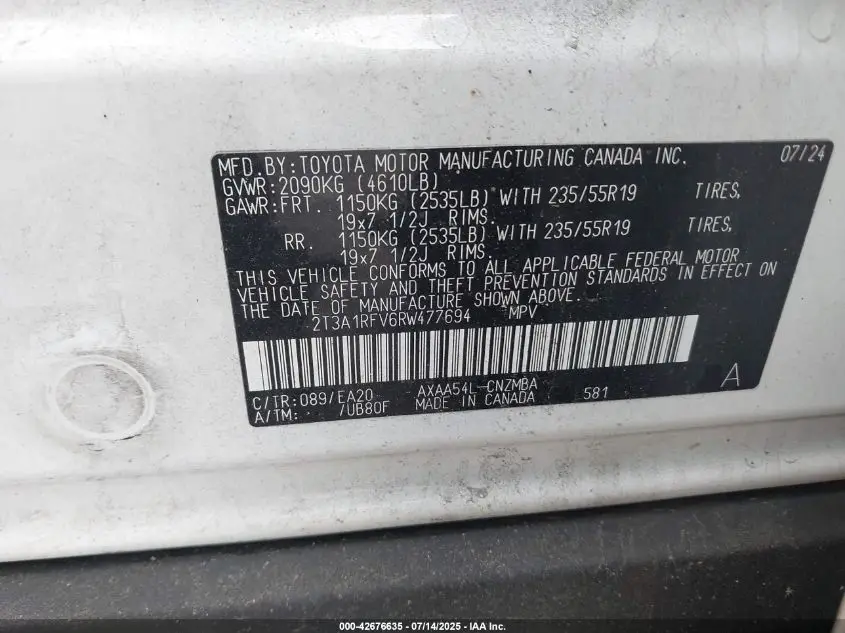 MFD.BY:TOYOTA MOTOR MANUFACTURING CANADA INC. 07/24
GVWR:2090KG (4610LB)
GAWR:FRT. 1150KG (2535LB) WITH 235/55R19 TIRES,
19x7 1/2J RIMS.
RR. 1150KG (2535LB) WITH 235/55R19 TIRES,
19x7 1/2J RIMS.
THIS VEHICLE CONFORMS TO ALL APPLICABLE FEDERAL MOTOR
VEHICLE SAFETY AND THEFT PREVENTION STANDARDS IN EFFECT ON
THE DATE OF MANUFACTURE SHOWN ABOVE.
2T3A1RFV6RW477694 MPV
C/TR:089/EA20 AXAA54L-CNZMBA 581 A
A/TM: /UB80F MADE IN CANADA
000-42676635 - 07/14/2025 - IAA Inc.